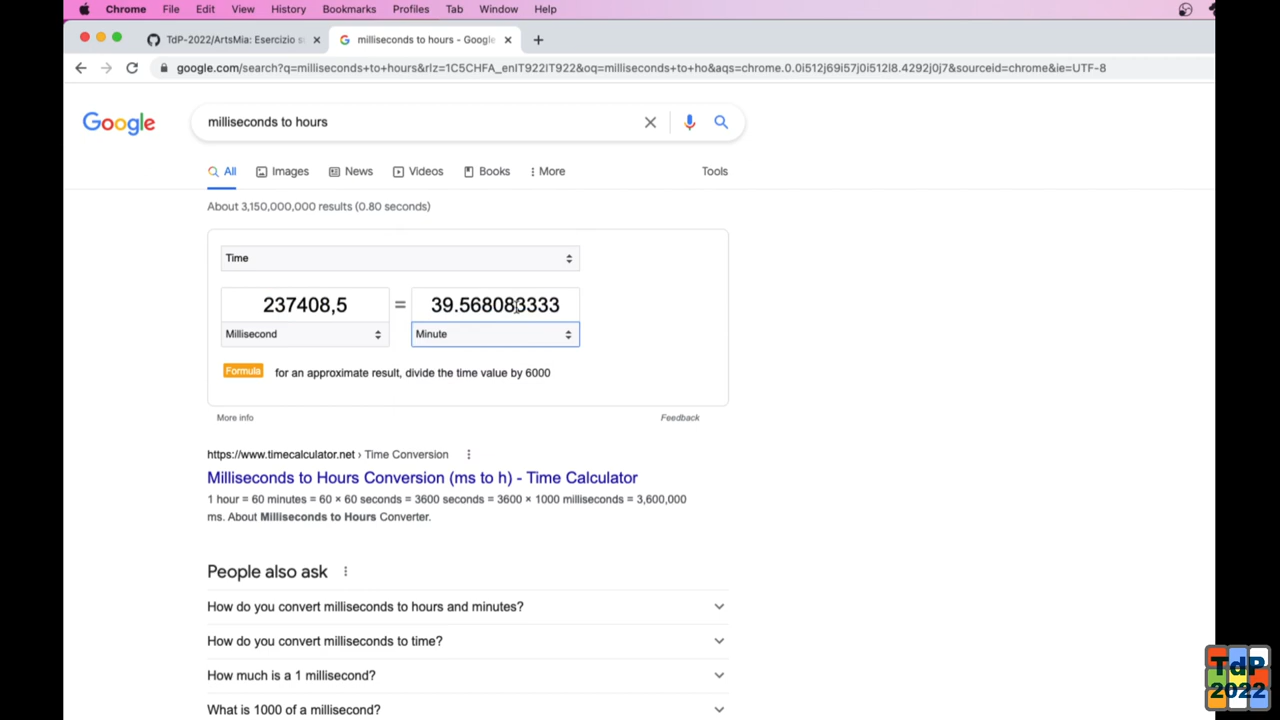 Chrome File Edit View History Bookmarks Profiles Tab Window Help
TdP-2022/ArtsMia: Esercizio s
milliseconds to hours - Google
google.com/search?q=milliseconds+to+hours&rlz=1C5CHFA_enIT922IT922&oq=milliseconds+to+ho&aqs=chrome.0.0i512j69i57j0i512l8.4292j0j7&sourceid=chrome&ie=UTF-8
Google
milliseconds to hours
All Images News Videos Books More Tools
About 3,150,000,000 results (0.80 seconds)
Time
237408,5 = 39.568083333
Millisecond Minute
Formula for an approximate result, divide the time value by 6000
More info Feedback
https://www.timecalculator.net › Time Conversion
Milliseconds to Hours Conversion (ms to h) - Time Calculator
1 hour = 60 minutes = 60 × 60 seconds = 3600 seconds = 3600 × 1000 milliseconds = 3,600,000
ms. About Milliseconds to Hours Converter.
People also ask
How do you convert milliseconds to hours and minutes?
How do you convert milliseconds to time?
How much is a 1 millisecond?
What is 1000 of a millisecond?
TdP
2022